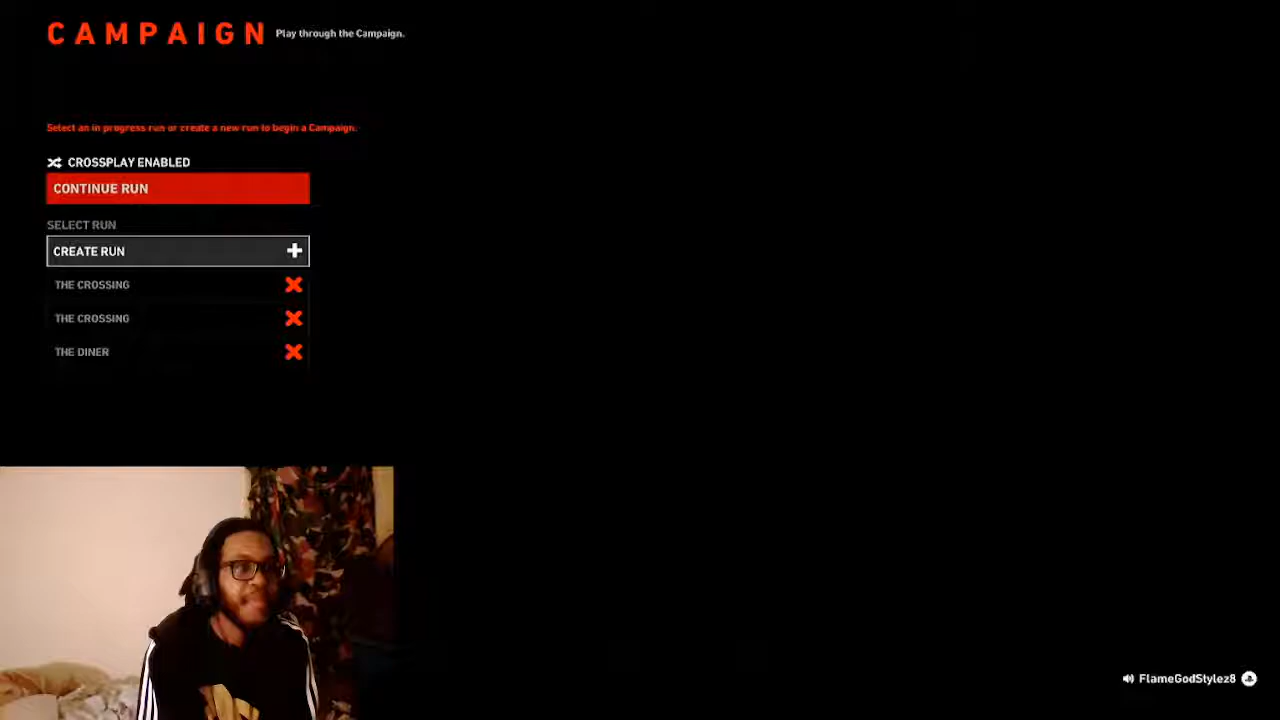 CAMPAIGN Play through the Campaign.
Select an in progress run or create a new run to begin a Campaign.
CROSSPLAY ENABLED
CONTINUE RUN
SELECT RUN
CREATE RUN
THE CROSSING
THE CROSSING
THE DINER
FlameGodStylez8